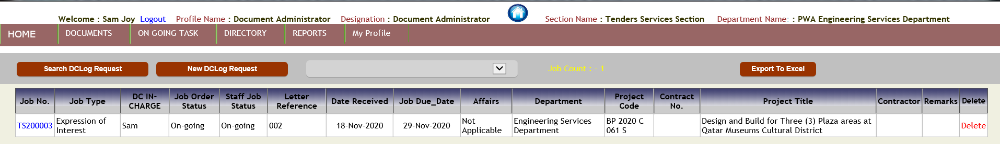 Welcome : Sam Joy Logout Profile Name : Document Administrator Designation : Document Administrator Section Name : Tenders Services Section Department Name: : PWA Engineering Services Department
HOME DOCUMENTS ON GOING TASK DIRECTORY REPORTS My Profile
Search DCLog Request New DCLog Request Job Count : - 1 Export To Excel
Job No. Job Type DC IN-CHARGE Job Order Status Staff Job Status Letter Reference Date Received Job Due_Date Affairs Department Project Code Contract No. Project Title Contractor Remarks Delete
TS200003 Expression of Interest Sam On-going On-going 002 18-Nov-2020 29-Nov-2020 Not Applicable Engineering Services Department BP 2020 C 061 S Design and Build for Three (3) Plaza areas at Qatar Museums Cultural District Delete